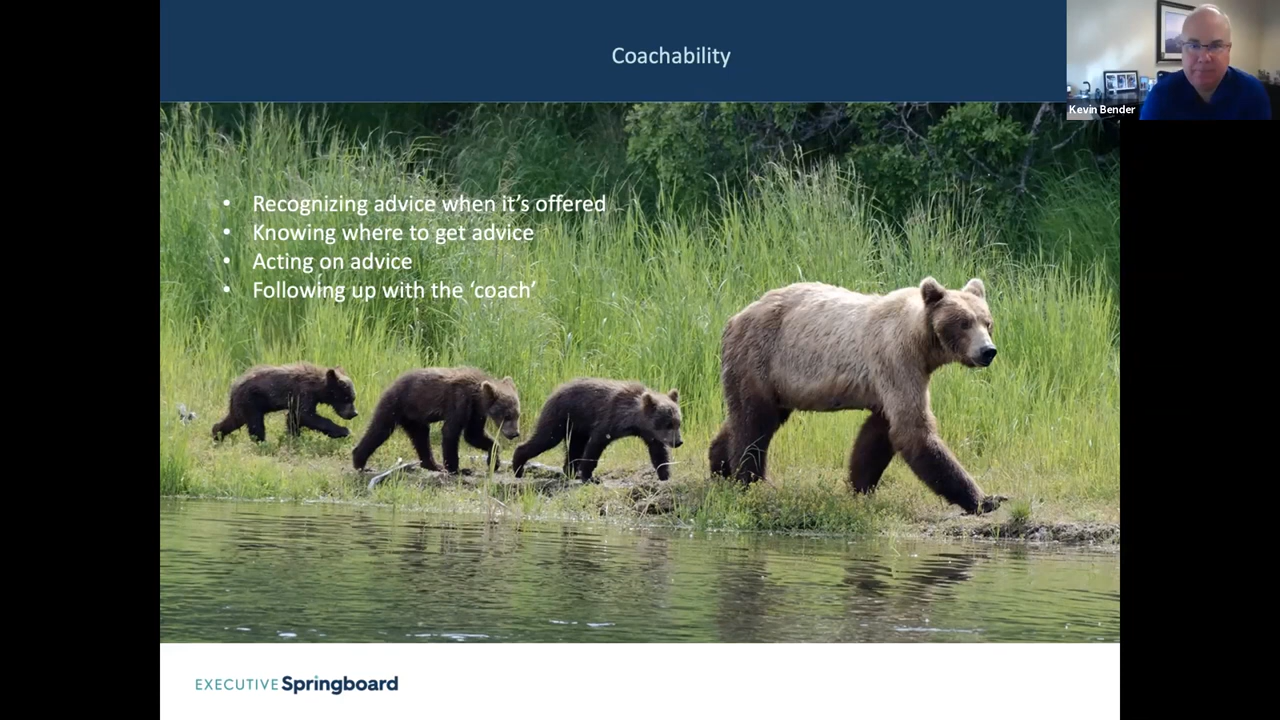 Coachability
Kevin Bender
• Recognizing advice when it’s offered
• Knowing where to get advice
• Acting on advice
• Following up with the ‘coach’
EXECUTIVE Springboard